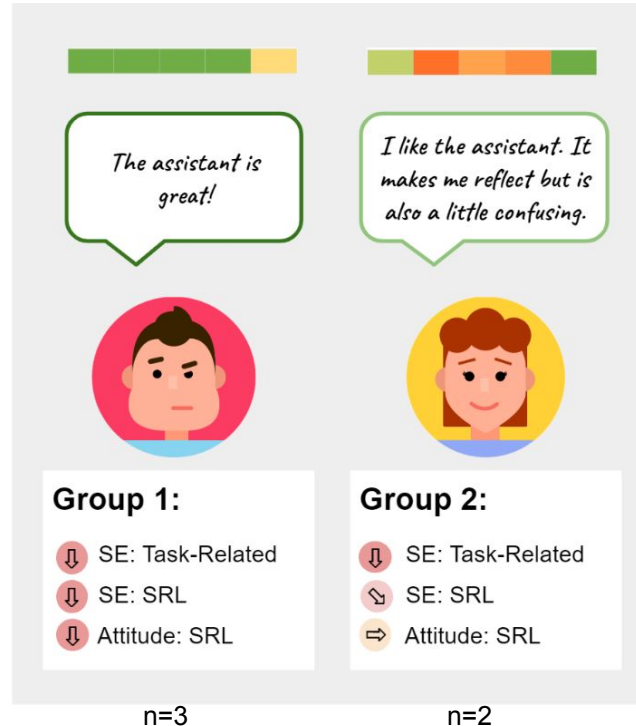 The assistant is
great!
I like the assistant. It
makes me reflect but is
also a little confusing.
Group 1:
SE: Task-Related
SE: SRL
Attitude: SRL
Group 2:
SE: Task-Related
SE: SRL
Attitude: SRL
n=3
n=2